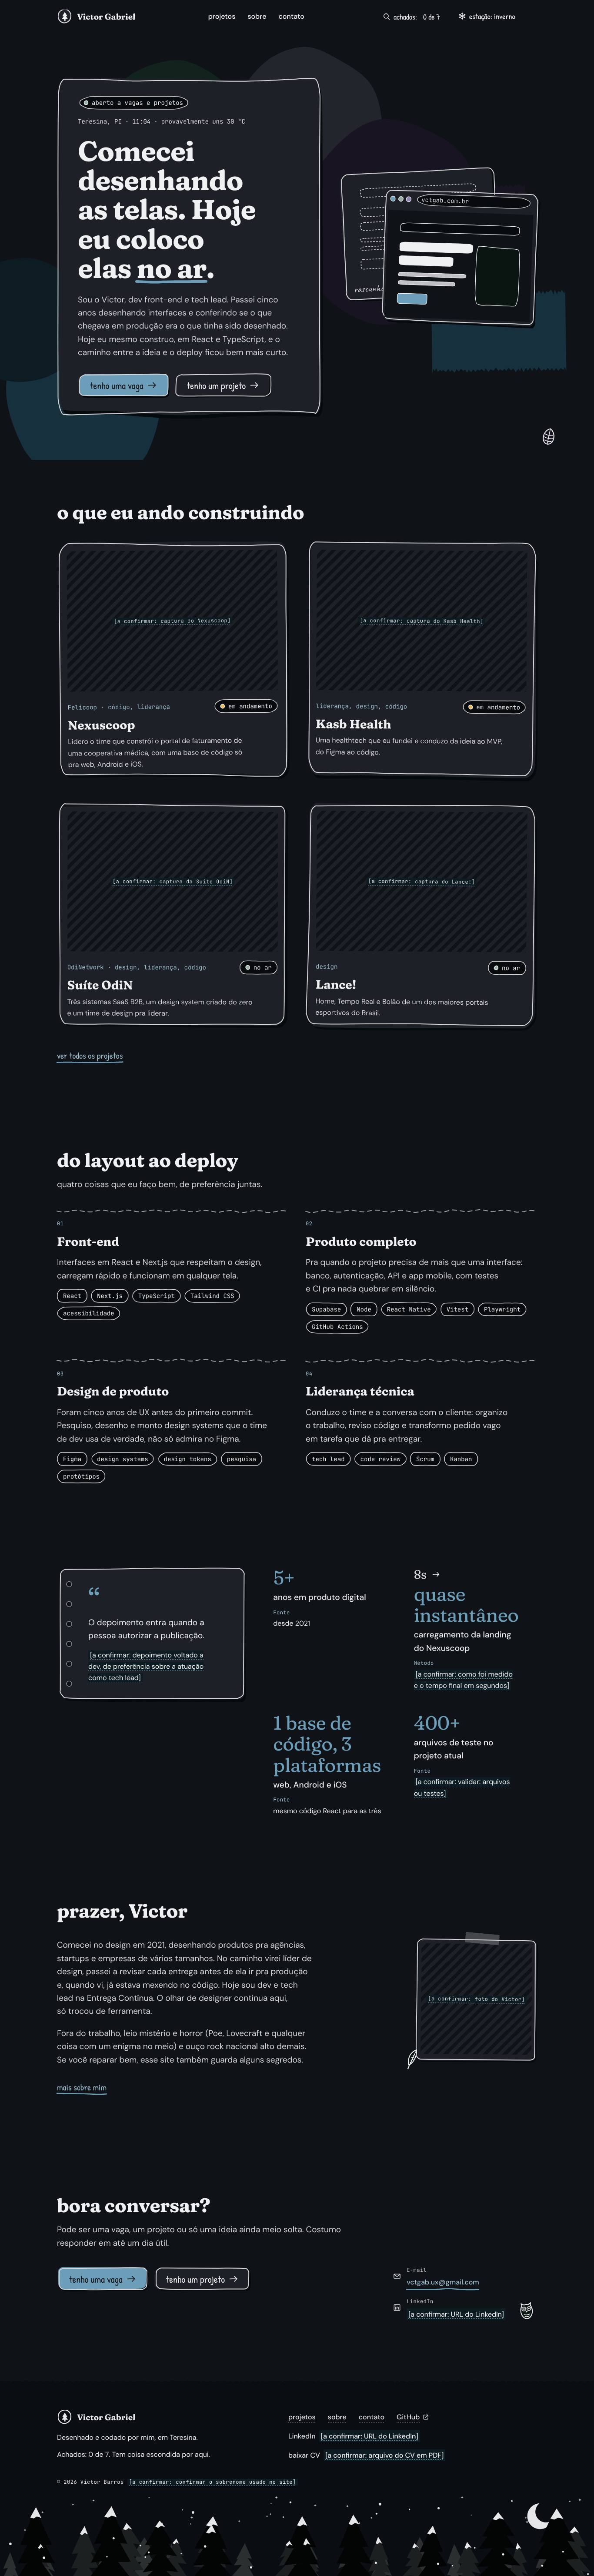 Victor Gabriel
projetos sobre contato
achados: 0 de 7
estação: inverno
aberto a vagas e projetos
Teresina, PI · 11:04 · provavelmente uns 30 °C
Comecei
desenhando
as telas. Hoje
eu coloco
elas no ar.
Sou o Victor, dev front-end e tech lead. Passei cinco
anos desenhando interfaces e conferindo se o que
chegava em produção era o que tinha sido desenhado.
Hoje eu mesmo construo, em React e TypeScript, e o
caminho entre a ideia e o deploy ficou bem mais curto.
tenho uma vaga →
tenho um projeto →
vctgab.com.br
rascunh
o que eu ando construindo
[a confirmar: captura do Nexuscoop]
Felicoop · código, liderança
em andamento
Nexuscoop
Lidero o time que constrói o portal de faturamento de
uma cooperativa médica, com uma base de código só
pra web, Android e iOS.
[a confirmar: captura do Kasb Health]
liderança, design, código
em andamento
Kasb Health
Uma healthtech que eu fundei e conduzo da ideia ao MVP,
do Figma ao código.
[a confirmar: captura da Suíte OdiN]
OdiNetwork · design, liderança, código
no ar
Suíte OdiN
Três sistemas SaaS B2B, um design system criado do zero
e um time de design pra liderar.
[a confirmar: captura do Lance!]
design
no ar
Lance!
Home, Tempo Real e Bolão de um dos maiores portais
esportivos do Brasil.
ver todos os projetos
do layout ao deploy
quatro coisas que eu faço bem, de preferência juntas.
01
Front-end
Interfaces em React e Next.js que respeitam o design,
carregam rápido e funcionam em qualquer tela.
React Next.js TypeScript Tailwind CSS
acessibilidade
02
Produto completo
Pra quando o projeto precisa de mais que uma interface:
banco, autenticação, API e app mobile, com testes
e CI pra nada quebrar em silêncio.
Supabase Node React Native Vitest Playwright
GitHub Actions
03
Design de produto
Foram cinco anos de UX antes do primeiro commit.
Pesquiso, desenho e monto design systems que o time
de dev usa de verdade, não só admira no Figma.
Figma design systems design tokens pesquisa
protótipos
04
Liderança técnica
Conduzo o time e a conversa com o cliente: organizo
o trabalho, reviso código e transformo pedido vago
em tarefa que dá pra entregar.
tech lead code review Scrum Kanban
“
O depoimento entra quando a
pessoa autorizar a publicação.
[a confirmar: depoimento voltado a
dev, de preferência sobre a atuação
como tech lead]
5+
anos em produto digital
Fonte
desde 2021
8s →
quase
instantâneo
carregamento da landing
do Nexuscoop
Método
[a confirmar: como foi medido
e o tempo final em segundos]
1 base de
código, 3
plataformas
web, Android e iOS
Fonte
mesmo código React para as três
400+
arquivos de teste no
projeto atual
Fonte
[a confirmar: validar: arquivos
ou testes]
prazer, Victor
Comecei no design em 2021, desenhando produtos pra agências,
startups e empresas de vários tamanhos. No caminho virei líder de
design, passei a revisar cada entrega antes de ela ir pra produção
e, quando vi, já estava mexendo no código. Hoje sou dev e tech
lead na Entrega Contínua. O olhar de designer continua aqui,
só trocou de ferramenta.
Fora do trabalho, leio mistério e horror (Poe, Lovecraft e qualquer
coisa com um enigma no meio) e ouço rock nacional alto demais.
Se você reparar bem, esse site também guarda alguns segredos.
mais sobre mim
[a confirmar: foto do Victor]
bora conversar?
Pode ser uma vaga, um projeto ou só uma ideia ainda meio solta. Costumo
responder em até um dia útil.
tenho uma vaga →
tenho um projeto →
E-mail
vctgab.ux@gmail.com
LinkedIn
[a confirmar: URL do LinkedIn]
Victor Gabriel
Desenhado e codado por mim, em Teresina.
Achados: 0 de 7. Tem coisa escondida por aqui.
projetos sobre contato GitHub
LinkedIn [a confirmar: URL do LinkedIn]
baixar CV [a confirmar: arquivo do CV em PDF]
© 2026 Victor Barros [a confirmar: confirmar o sobrenome usado no site]